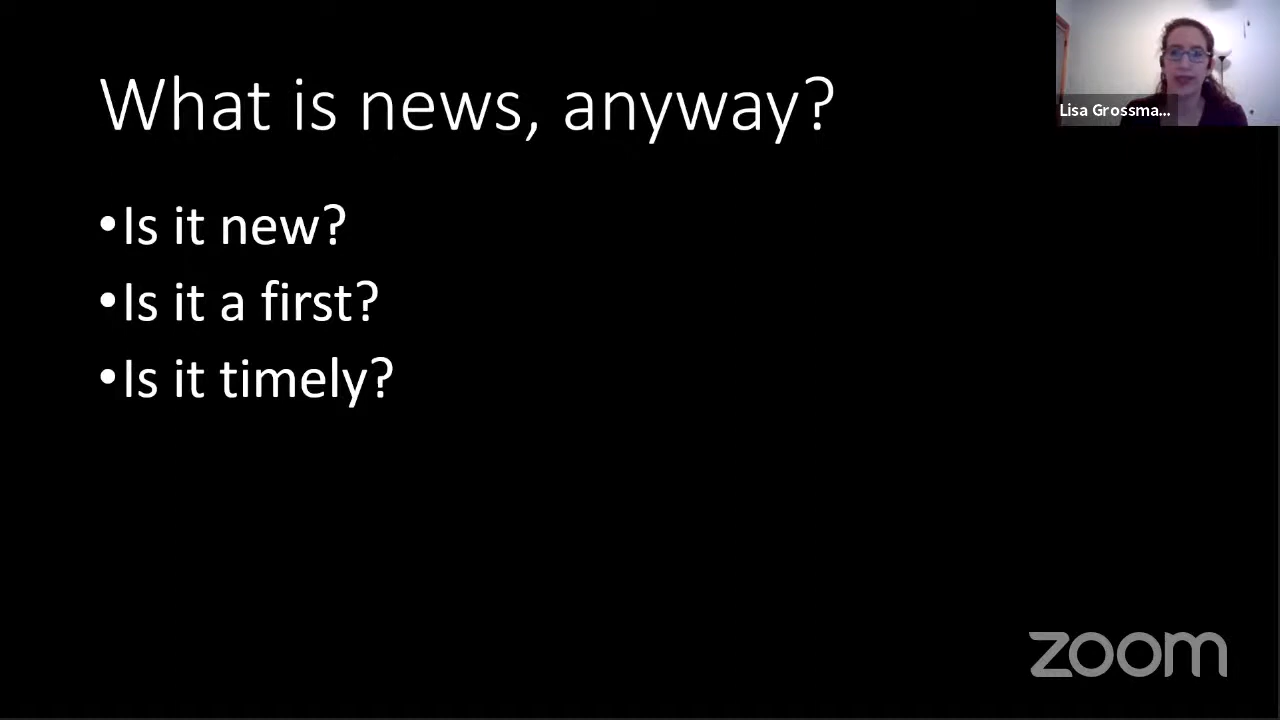 What is news, anyway?
Lisa Grossma...
•Is it new?
•Is it a first?
•Is it timely?
zoom